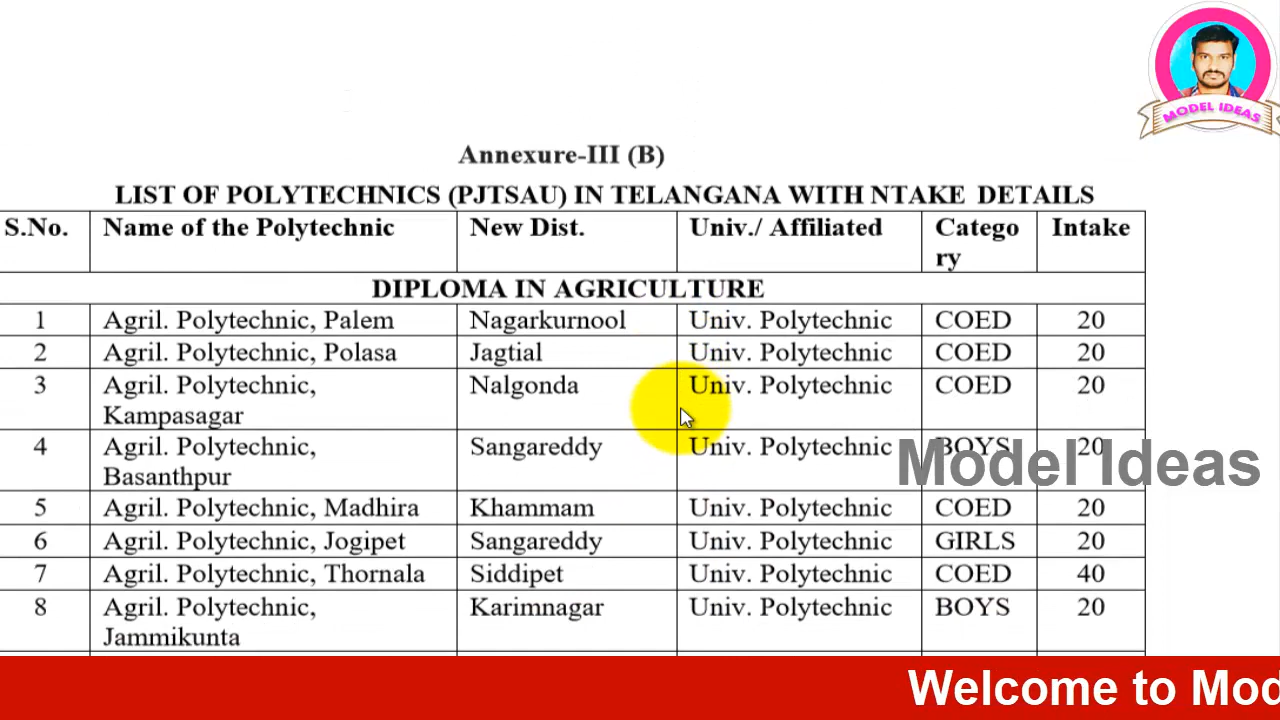 MODEL IDEAS
Annexure-III (B)
LIST OF POLYTECHNICS (PJTSAU) IN TELANGANA WITH NTAKE DETAILS
S.No. Name of the Polytechnic New Dist. Univ./ Affiliated Catego Intake
ry
DIPLOMA IN AGRICULTURE
1 Agril. Polytechnic, Palem Nagarkurnool Univ. Polytechnic COED 20
2 Agril. Polytechnic, Polasa Jagtial Univ. Polytechnic COED 20
3 Agril. Polytechnic, Nalgonda Univ. Polytechnic COED 20
Kampasagar
4 Agril. Polytechnic, Sangareddy Univ. Polytechnic BOYS 20
Basanthpur
Model Ideas
5 Agril. Polytechnic, Madhira Khammam Univ. Polytechnic COED 20
6 Agril. Polytechnic, Jogipet Sangareddy Univ. Polytechnic GIRLS 20
7 Agril. Polytechnic, Thornala Siddipet Univ. Polytechnic COED 40
8 Agril. Polytechnic, Karimnagar Univ. Polytechnic BOYS 20
Jammikunta
Welcome to Mod